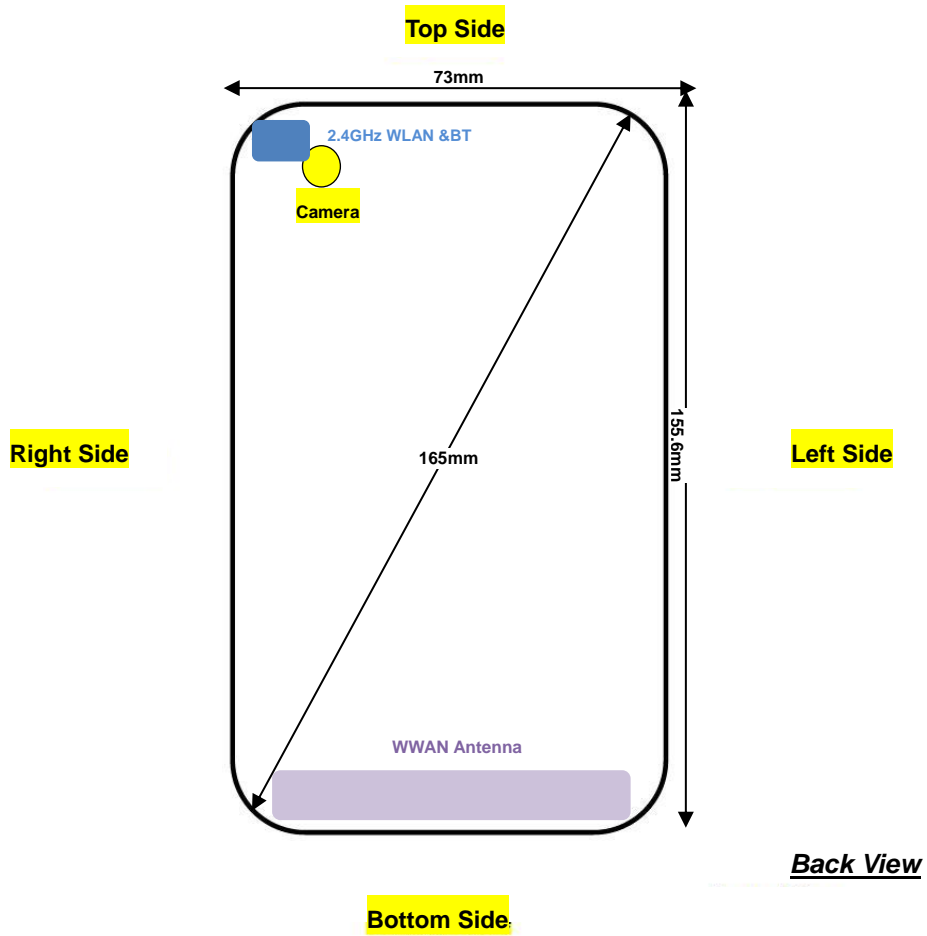 Top Side
73mm
2.4GHz WLAN &BT
Camera
155.6mm
Right Side
165mm
Left Side
WWAN Antenna
Back View
Bottom Side